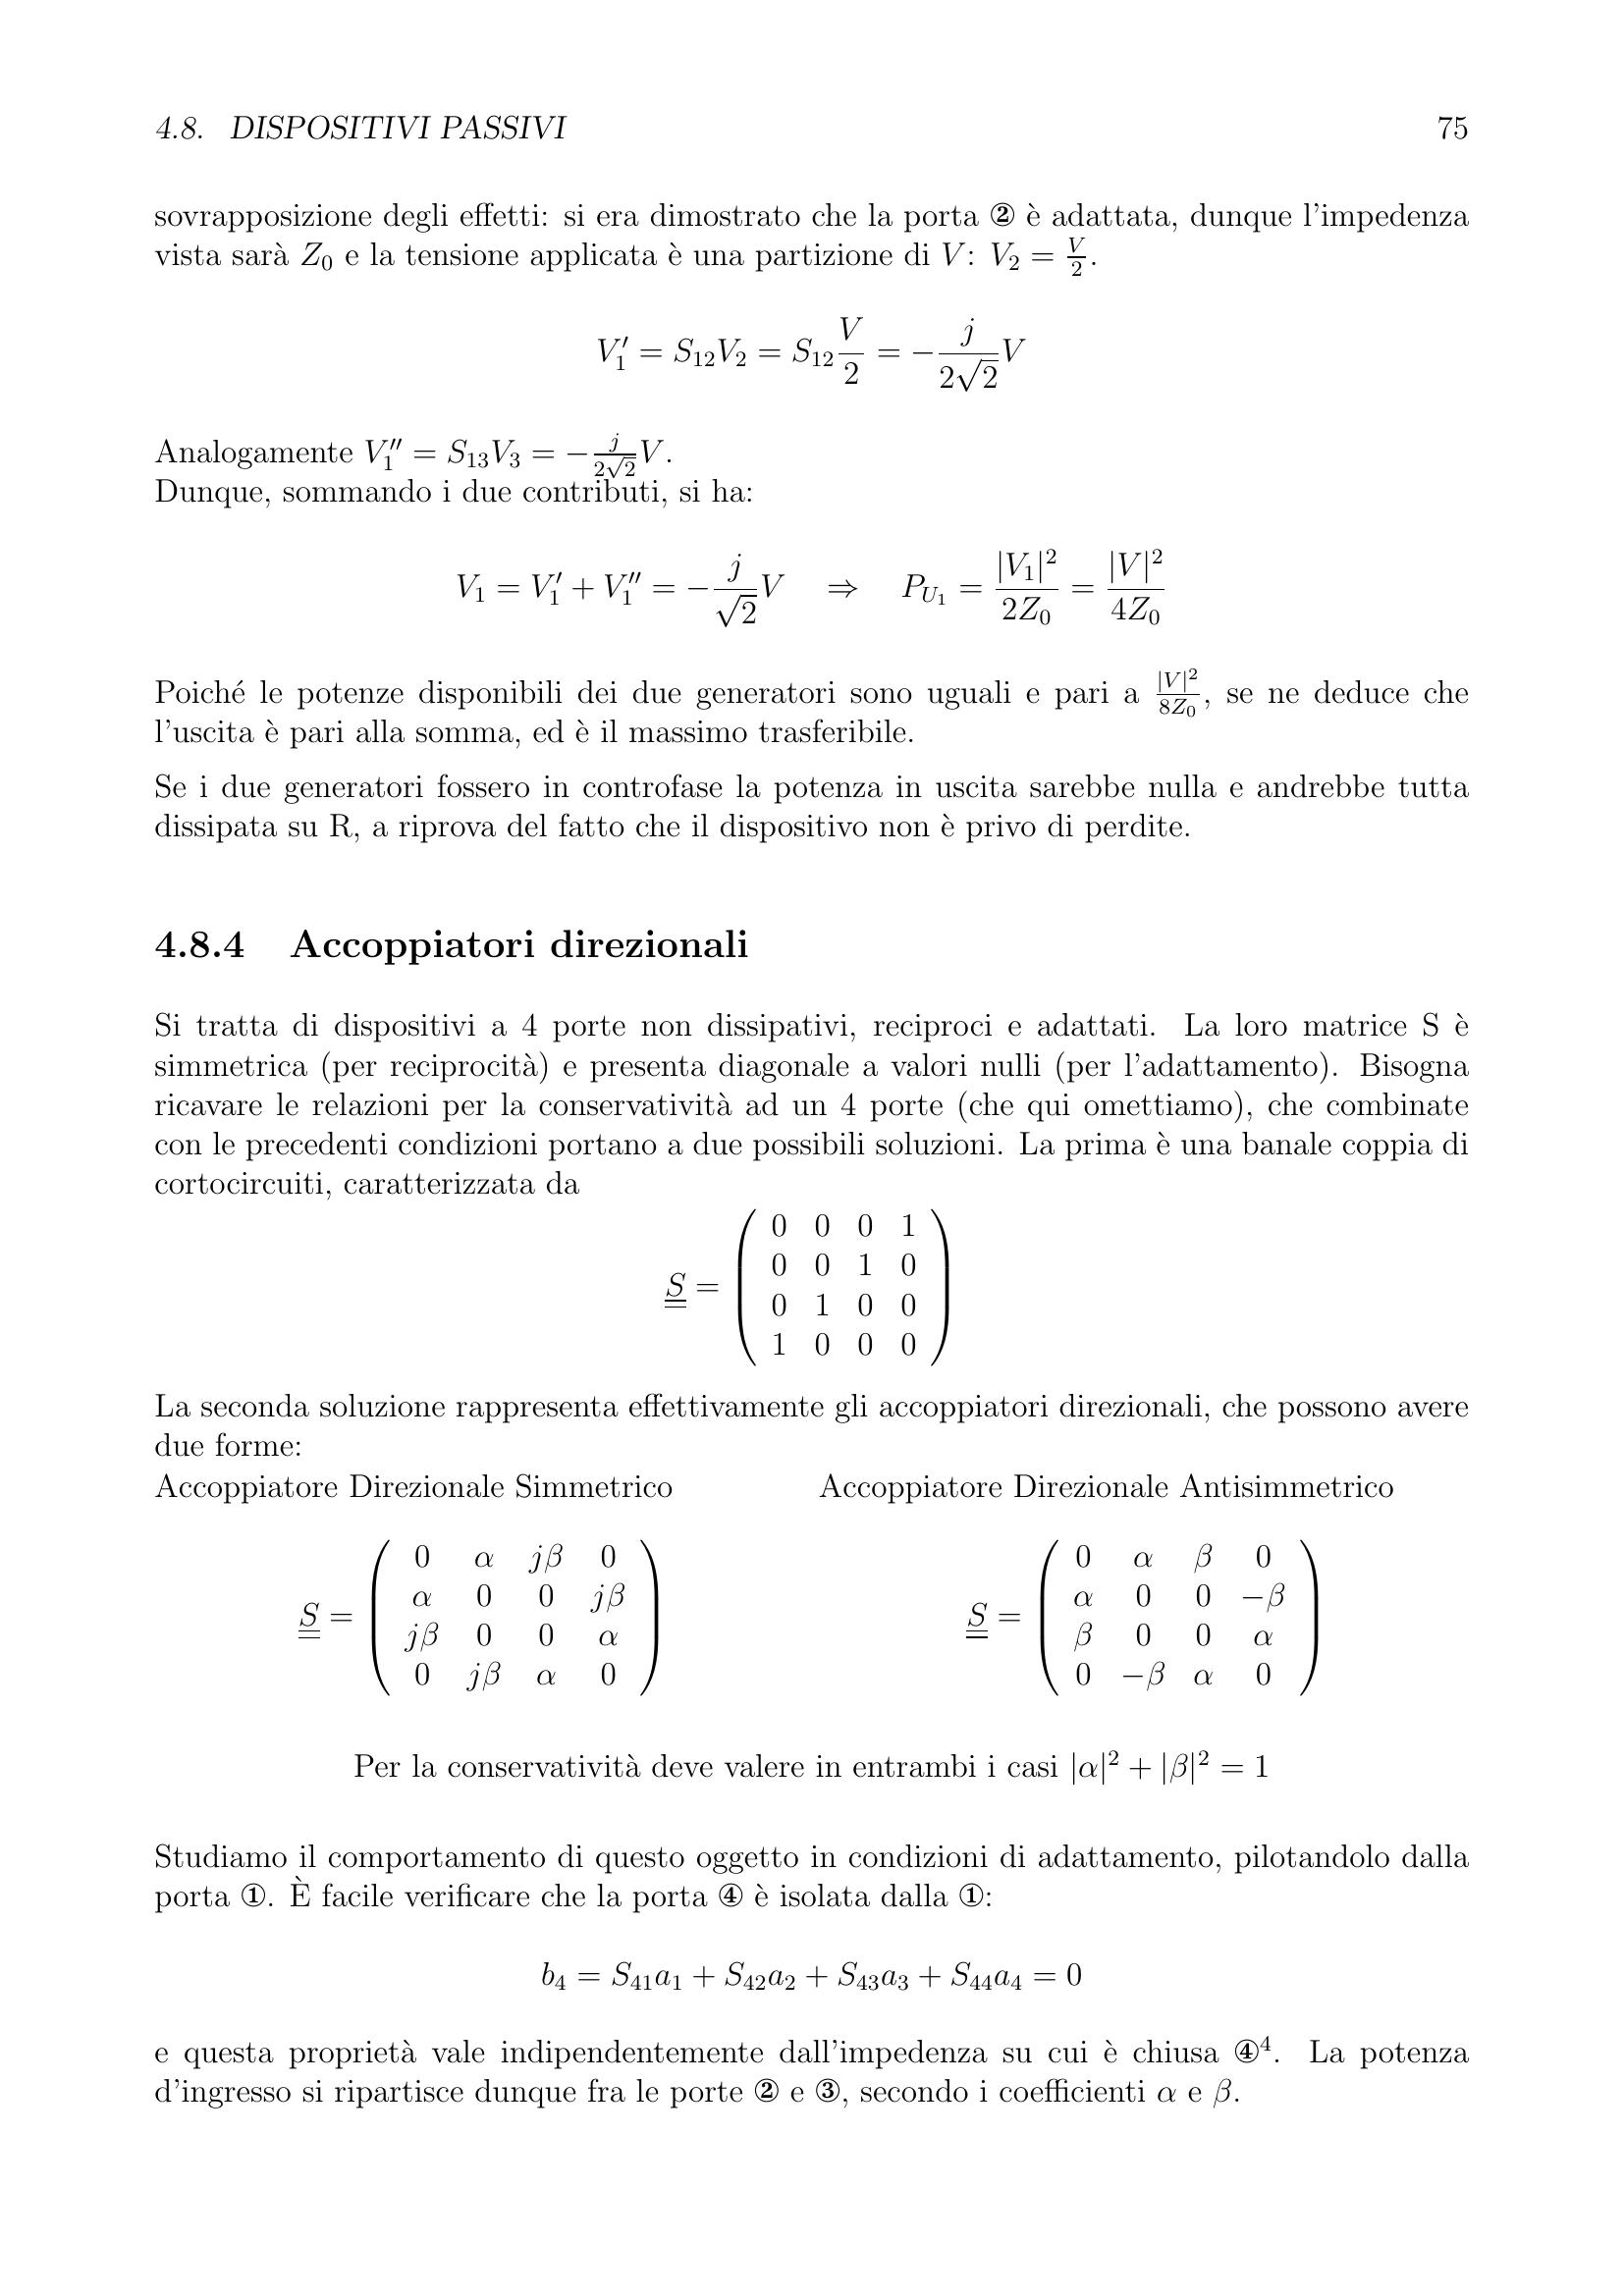 4.8. DISPOSITIVI PASSIVI 75
sovrapposizione degli effetti: si era dimostrato che la porta ② è adattata, dunque l'impedenza
vista sarà $Z_0$ e la tensione applicata è una partizione di $V$: $V_2 = \frac{V}{2}$.
$V_1' = S_{12}V_2 = S_{12}\frac{V}{2} = -\frac{j}{2\sqrt{2}}V$
Analogamente $V_1'' = S_{13}V_3 = -\frac{j}{2\sqrt{2}}V$.
Dunque, sommando i due contributi, si ha:
$V_1 = V_1' + V_1'' = -\frac{j}{\sqrt{2}}V \quad \Rightarrow \quad P_{U_1} = \frac{|V_1|^2}{2Z_0} = \frac{|V|^2}{4Z_0}$
Poiché le potenze disponibili dei due generatori sono uguali e pari a $\frac{|V|^2}{8Z_0}$, se ne deduce che
l'uscita è pari alla somma, ed è il massimo trasferibile.
Se i due generatori fossero in controfase la potenza in uscita sarebbe nulla e andrebbe tutta
dissipata su R, a riprova del fatto che il dispositivo non è privo di perdite.
4.8.4 Accoppiatori direzionali
Si tratta di dispositivi a 4 porte non dissipativi, reciproci e adattati. La loro matrice S è
simmetrica (per reciprocità) e presenta diagonale a valori nulli (per l'adattamento). Bisogna
ricavare le relazioni per la conservatività ad un 4 porte (che qui omettiamo), che combinate
con le precedenti condizioni portano a due possibili soluzioni. La prima è una banale coppia di
cortocircuiti, caratterizzata da
$\underline{\underline{S}} = \begin{pmatrix} 0 & 0 & 0 & 1 \\ 0 & 0 & 1 & 0 \\ 0 & 1 & 0 & 0 \\ 1 & 0 & 0 & 0 \end{pmatrix}$
La seconda soluzione rappresenta effettivamente gli accoppiatori direzionali, che possono avere
due forme:
Accoppiatore Direzionale Simmetrico Accoppiatore Direzionale Antisimmetrico
$\underline{\underline{S}} = \begin{pmatrix} 0 & \alpha & j\beta & 0 \\ \alpha & 0 & 0 & j\beta \\ j\beta & 0 & 0 & \alpha \\ 0 & j\beta & \alpha & 0 \end{pmatrix}$ $\underline{\underline{S}} = \begin{pmatrix} 0 & \alpha & \beta & 0 \\ \alpha & 0 & 0 & -\beta \\ \beta & 0 & 0 & \alpha \\ 0 & -\beta & \alpha & 0 \end{pmatrix}$
Per la conservatività deve valere in entrambi i casi $|\alpha|^2 + |\beta|^2 = 1$
Studiamo il comportamento di questo oggetto in condizioni di adattamento, pilotandolo dalla
porta ①. È facile verificare che la porta ④ è isolata dalla ①:
$b_4 = S_{41}a_1 + S_{42}a_2 + S_{43}a_3 + S_{44}a_4 = 0$
e questa proprietà vale indipendentemente dall'impedenza su cui è chiusa ④$^4$. La potenza
d'ingresso si ripartisce dunque fra le porte ② e ③, secondo i coefficienti $\alpha$ e $\beta$.